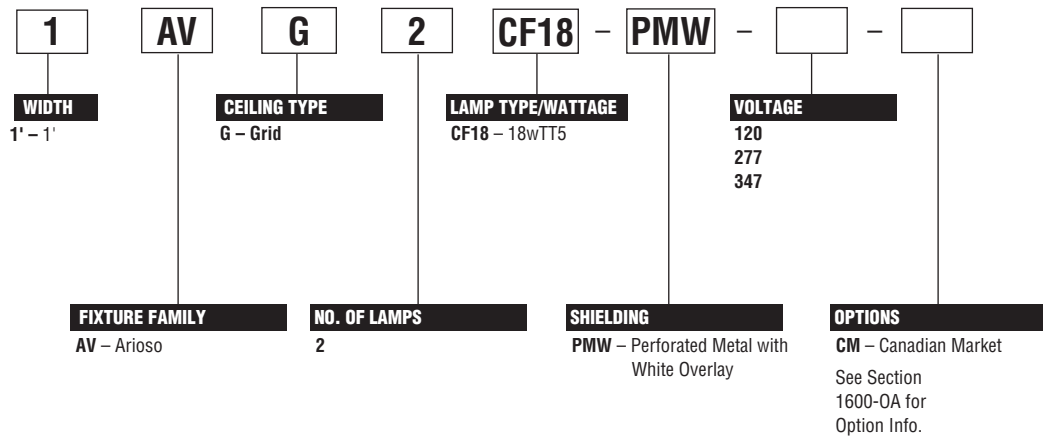 1 AV G 2 CF18 – PMW – –
WIDTH CEILING TYPE LAMP TYPE/WATTAGE VOLTAGE
1' – 1' G – Grid CF18 – 18wTT5 120
277
347
FIXTURE FAMILY NO. OF LAMPS SHIELDING OPTIONS
AV – Arioso 2 PMW – Perforated Metal with CM – Canadian Market
White Overlay
See Section
1600-OA for
Option Info.